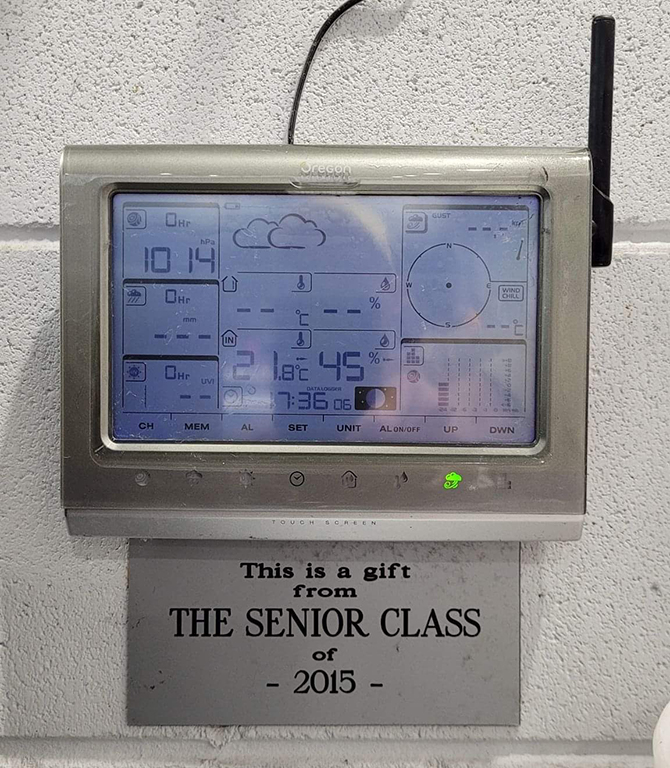 Oregon
0Hr
hPa
1014
0Hr
mm
- - -
0Hr
UVI
- -
- - °C
- - %
IN
21.8°C
45%
DATA LOGGER
17:36 06
GUST
- - -
N
W
E
S
WIND
CHILL
- - °C
CH MEM AL SET UNIT AL ON/OFF UP DWN
TOUCH SCREEN
This is a gift
from
THE SENIOR CLASS
of
- 2015 -